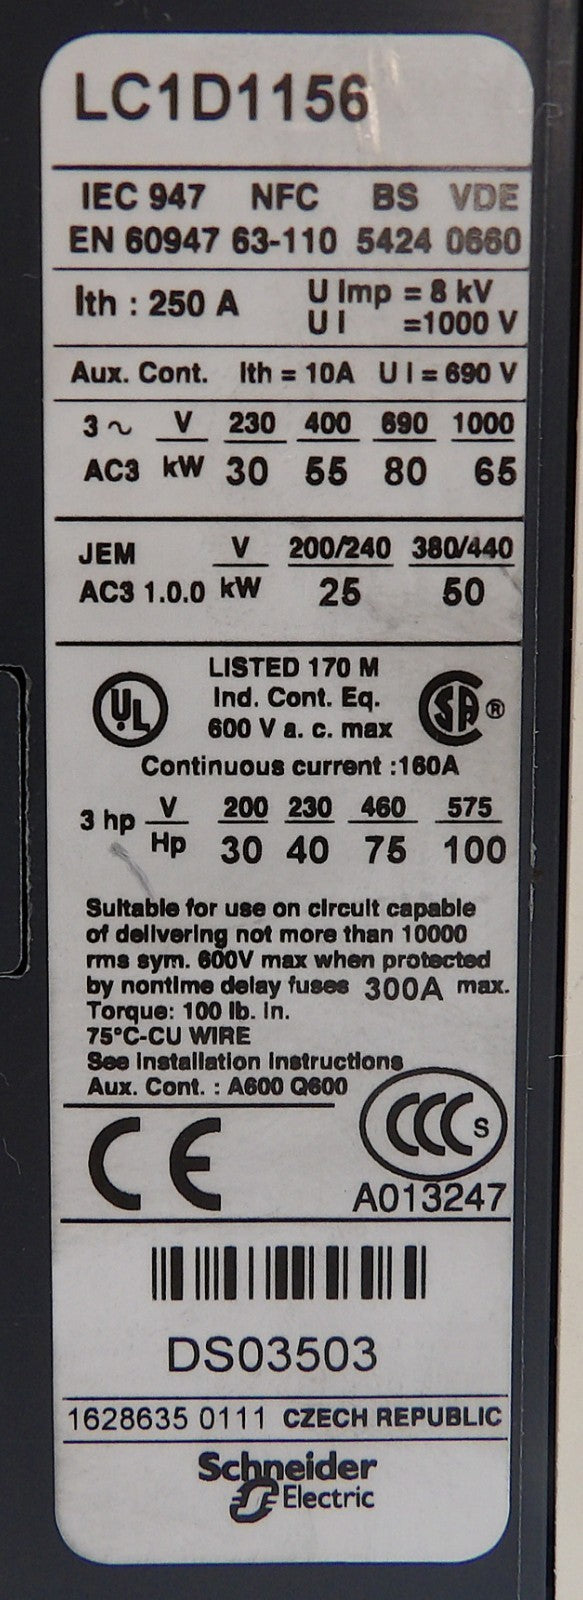 LC1D1156
IEC 947 NFC BS VDE
EN 60947 63-110 5424 0660
Ith : 250 A
U Imp = 8 kV
U I =1000 V
Aux. Cont. Ith = 10A U I = 690 V
3 ~ V 230 400 690 1000
AC3 kW 30 55 80 65
JEM V 200/240 380/440
AC3 1.0.0 kW 25 50
UL
LISTED 170 M
Ind. Cont. Eq.
600 V a. c. max
SA ®
Continuous current :160A
3 hp V 200 230 460 575
Hp 30 40 75 100
Suitable for use on circuit capable
of delivering not more than 10000
rms sym. 600V max when protected
by nontime delay fuses 300A max.
Torque: 100 lb. in.
75°C-CU WIRE
See installation instructions
Aux. Cont. : A600 Q600
CE
CCC S
A013247
DS03503
1628635 0111 CZECH REPUBLIC
Schneider
Electric